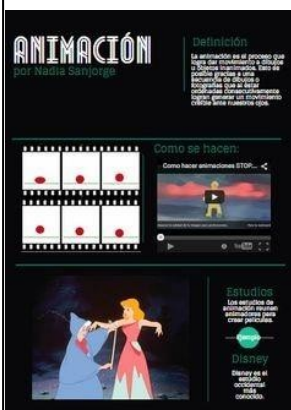 ANIMACIÓN
por Nadia Sanjorge
Definición
La animación es el proceso que
logra dar movimiento a dibujos
u objetos inanimados. Esto es
posible gracias a una
secuencia de dibujos o
fotografías que al estar
ordenadas consecutivamente
logran generar un movimiento
creíble ante nuestros ojos.
Como se hacen:
Como hacer animaciones STOP...
YouTube
Estudios
Los estudios de
animación reunen
animadores para
crear películas.
Ejemplo
Disney
Disney es el
estudio
occidental
más
conocido.